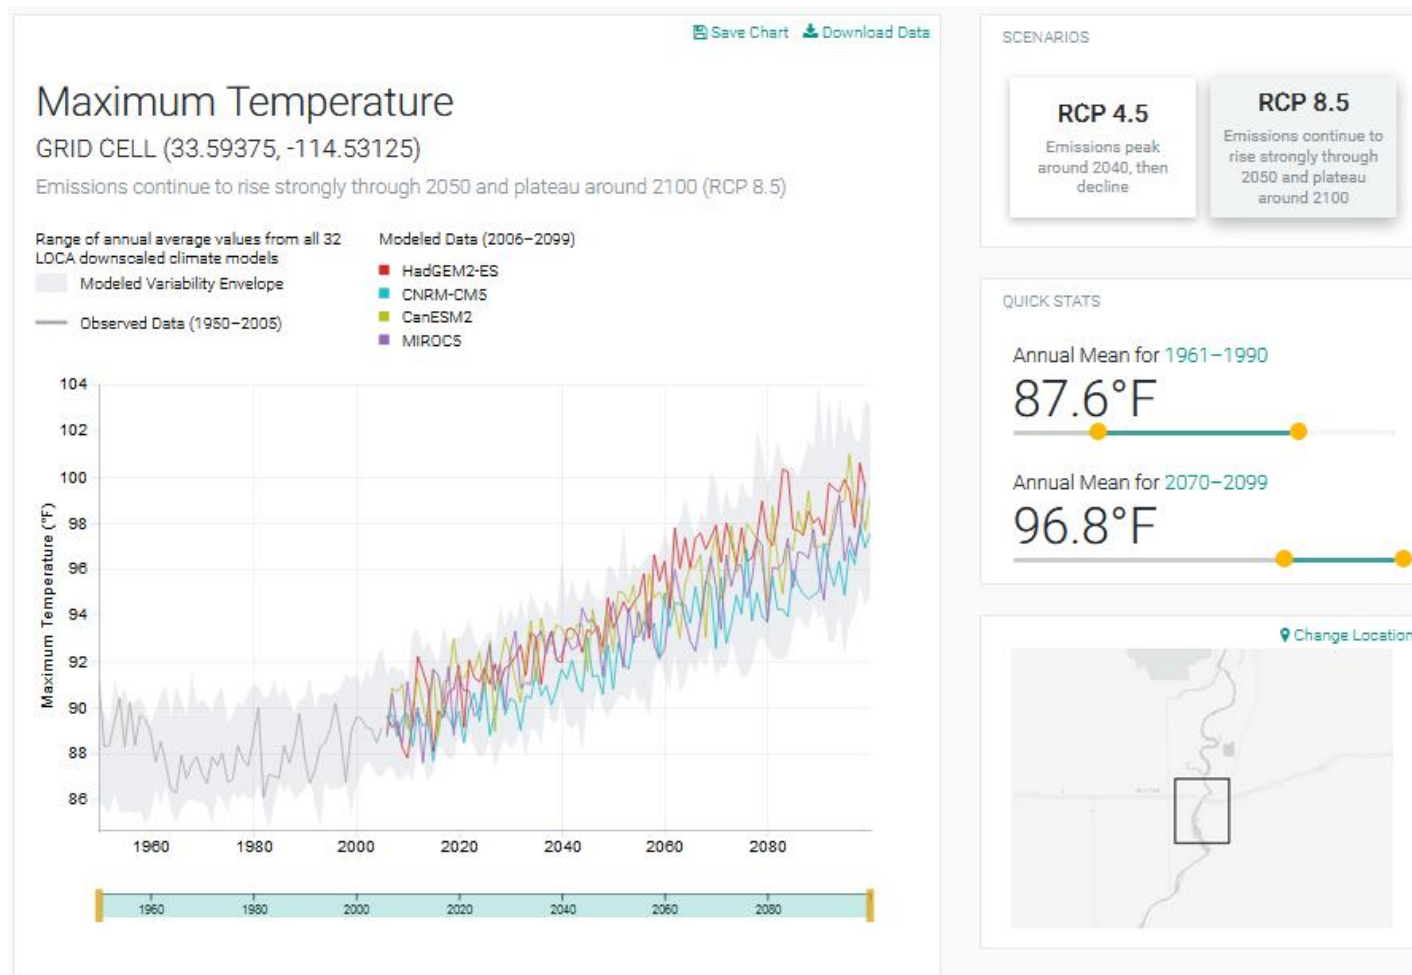 Save Chart Download Data
Maximum Temperature
GRID CELL (33.59375, -114.53125)
Emissions continue to rise strongly through 2050 and plateau around 2100 (RCP 8.5)
Range of annual average values from all 32
LOCA downscaled climate models
Modeled Variability Envelope
Observed Data (1950–2005)
Modeled Data (2006–2099)
HadGEM2-ES
CNRM-CM5
CanESM2
MIROC5
Maximum Temperature (°F)
104
102
100
98
96
94
92
90
88
86
1960 1980 2000 2020 2040 2060 2080
1960 1980 2000 2020 2040 2060 2080
SCENARIOS
RCP 4.5
Emissions peak
around 2040, then
decline
RCP 8.5
Emissions continue to
rise strongly through
2050 and plateau
around 2100
QUICK STATS
Annual Mean for 1961–1990
87.6°F
Annual Mean for 2070–2099
96.8°F
Change Location